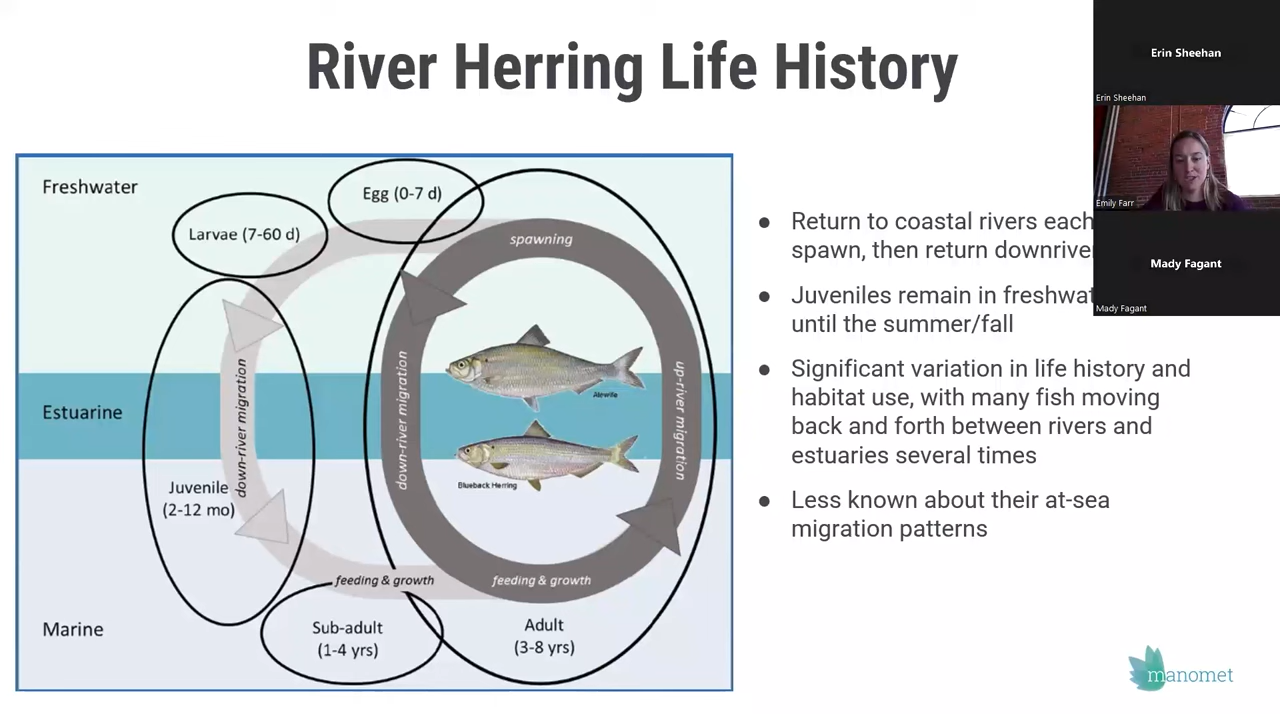 River Herring Life History
Freshwater
Egg (0-7 d)
Larvae (7-60 d)
spawning
down-river migration
down-river migration
up-river migration
Alewife
Estuarine
Blueback Herring
Juvenile
(2-12 mo)
feeding & growth
feeding & growth
Marine
Sub-adult
(1-4 yrs)
Adult
(3-8 yrs)
● Return to coastal rivers each
spawn, then return downriver
● Juveniles remain in freshwat
until the summer/fall
● Significant variation in life history and
habitat use, with many fish moving
back and forth between rivers and
estuaries several times
● Less known about their at-sea
migration patterns
Erin Sheehan
Erin Sheehan
Emily Farr
Mady Fagant
Mady Fagant
manomet